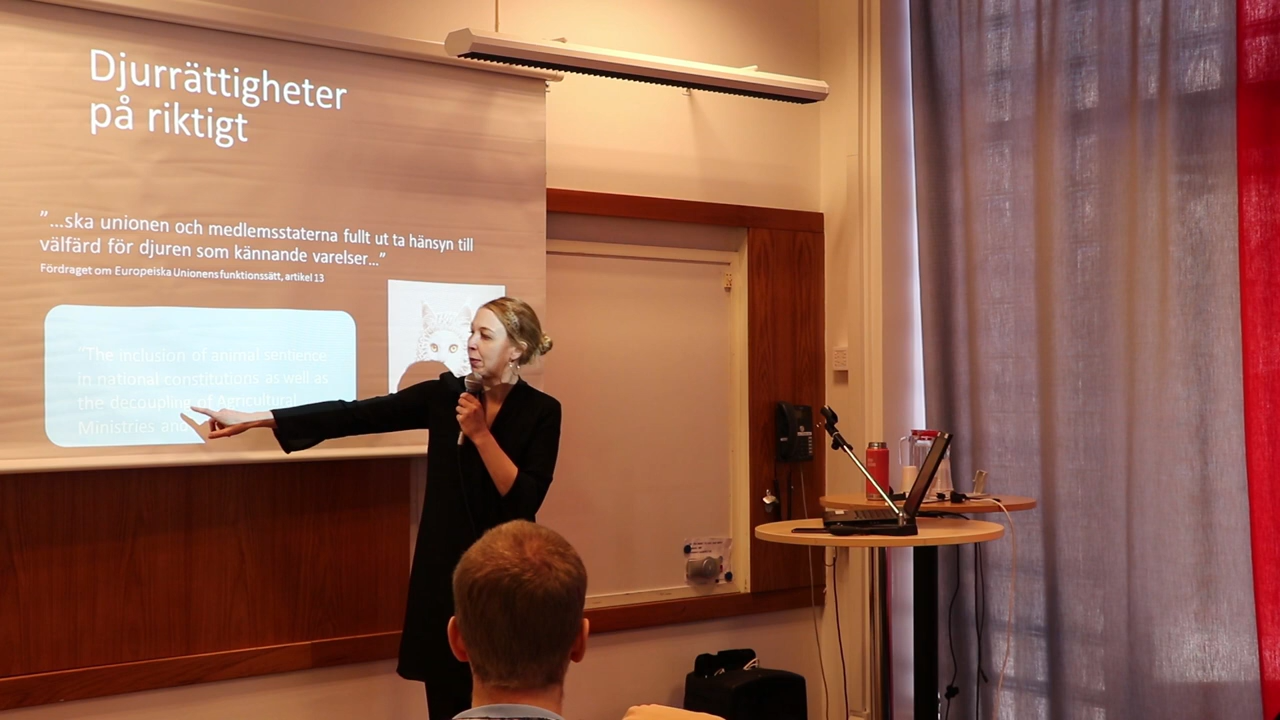 Djurrättigheter
på riktigt
”...ska unionen och medlemsstaterna fullt ut ta hänsyn till
välfärd för djuren som kännande varelser...”
Fördraget om Europeiska Unionens funktionssätt, artikel 13
"The inclusion of animal sentience
in national constitutions as well as
the decoupling of Agricultural
Ministries and